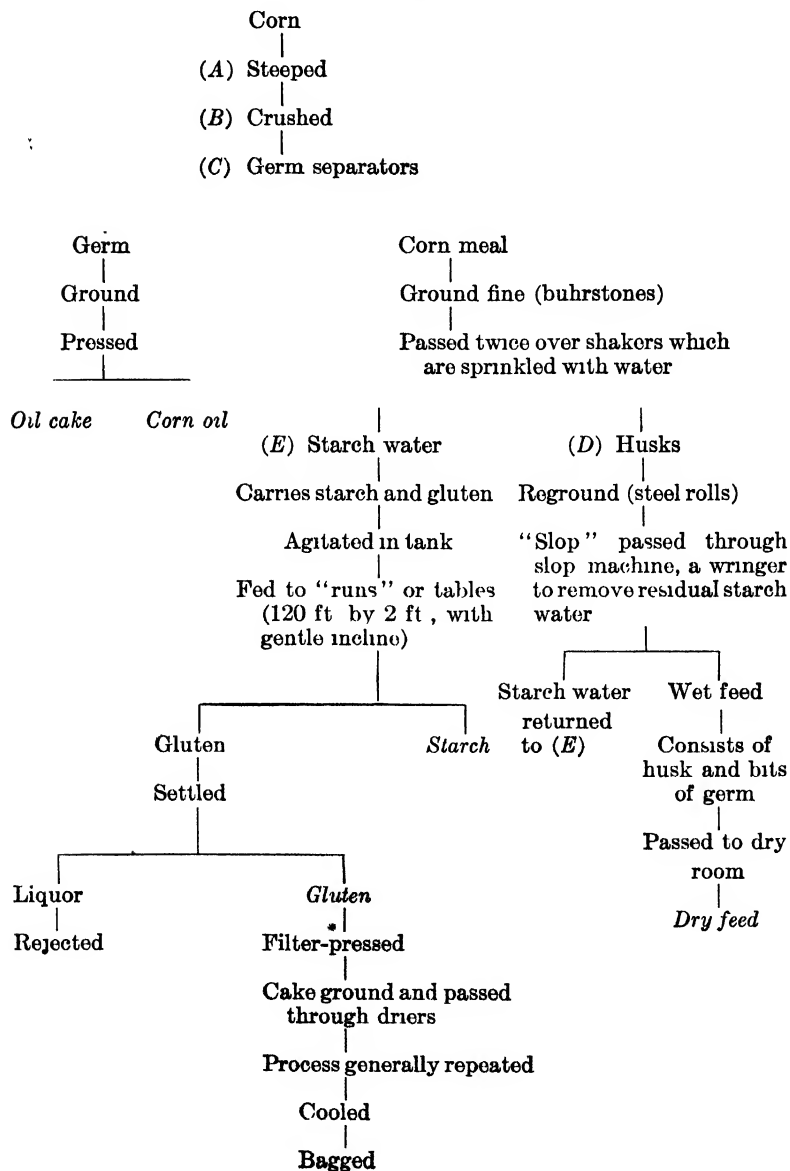 Corn
(A) Steeped
(B) Crushed
(C) Germ separators
Germ
Ground
Pressed
Oil cake Corn oil
Corn meal
Ground fine (buhrstones)
Passed twice over shakers which
are sprinkled with water
(E) Starch water
Carries starch and gluten
Agitated in tank
Fed to "runs" or tables
(120 ft by 2 ft , with
gentle incline)
(D) Husks
Reground (steel rolls)
"Slop" passed through
slop machine, a wringer
to remove residual starch
water
Starch water
returned
to (E)
Wet feed
Consists of
husk and bits
of germ
Passed to dry
room
Dry feed
Gluten
Settled
Starch
Liquor
Rejected
Gluten
Filter-pressed
Cake ground and passed
through driers
Process generally repeated
Cooled
Bagged